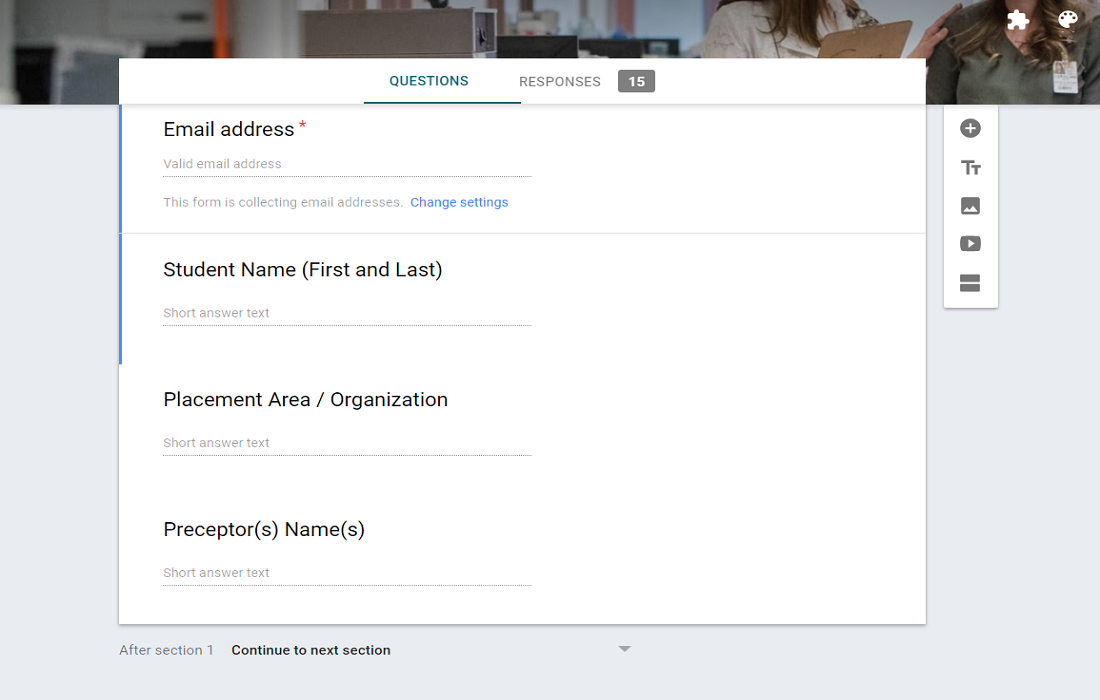 QUESTIONS RESPONSES 15
Email address *
Valid email address
This form is collecting email addresses. Change settings
Student Name (First and Last)
Short answer text
Placement Area / Organization
Short answer text
Preceptor(s) Name(s)
Short answer text
After section 1 Continue to next section